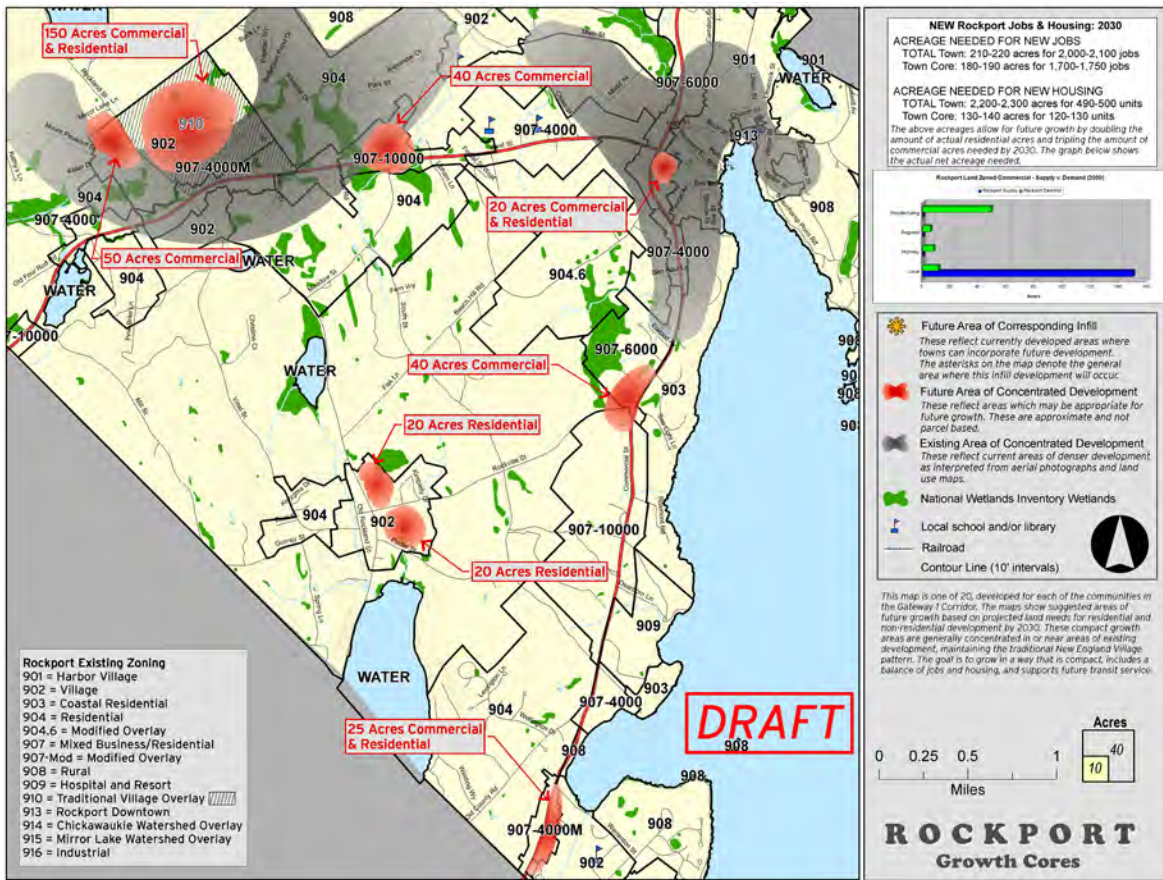 WATER
908
902
150 Acres Commercial
& Residential
904
40 Acres Commercial
907-6000
901
901
WATER
910
902
907-4000M
907-10000
907-4000
913
904
904
20 Acres Commercial
& Residential
908
907-4000
902
50 Acres Commercial
904
WATER
WATER
907-4000
904.6
7-10000
907-6000
WATER
40 Acres Commercial
903
20 Acres Residential
904
902
907-10000
20 Acres Residential
909
WATER
903
907-4000
904
25 Acres Commercial
& Residential
908
DRAFT
908
908
907-4000M
908
902
Rockport Existing Zoning
901 = Harbor Village
902 = Village
903 = Coastal Residential
904 = Residential
904.6 = Modified Overlay
907 = Mixed Business/Residential
907-Mod = Modified Overlay
908 = Rural
909 = Hospital and Resort
910 = Traditional Village Overlay
913 = Rockport Downtown
914 = Chickawaukie Watershed Overlay
915 = Mirror Lake Watershed Overlay
916 = Industrial
NEW Rockport Jobs & Housing: 2030
ACREAGE NEEDED FOR NEW JOBS
TOTAL Town: 210-220 acres for 2,000-2,100 jobs
Town Core: 180-190 acres for 1,700-1,750 jobs
ACREAGE NEEDED FOR NEW HOUSING
TOTAL Town: 2,200-2,300 acres for 490-500 units
Town Core: 130-140 acres for 120-130 units
The above acreages allow for future growth by doubling the
amount of actual residential acres and tripling the amount of
commercial acres needed by 2030. The graph below shows
the actual net acreage needed.
Rockport Land Zoned Commercial - Supply v. Demand (2030)
Rockport Supply Rockport Demand
Regional
Highway
Local
Future Area of Corresponding Infill
These reflect currently developed areas where
towns can incorporate future development.
The asterisks on the map denote the general
area where this infill development will occur.
Future Area of Concentrated Development
These reflect areas which may be appropriate for
future growth. These are approximate and not
parcel based.
Existing Area of Concentrated Development
These reflect current areas of denser development
as interpreted from aerial photographs and land
use maps.
National Wetlands Inventory Wetlands
Local school and/or library
Railroad
Contour Line (10' intervals)
This map is one of 20, developed for each of the communities in
the Gateway 1 Corridor. The maps show suggested areas of
future growth based on projected land needs for residential and
non-residential development by 2030. These compact growth
areas are generally concentrated in or near areas of existing
development, maintaining the traditional New England Village
pattern. The goal is to grow in a way that is compact, includes a
balance of jobs and housing, and supports future transit service.
Acres
40
10
0 0.25 0.5 1
Miles
ROCKPORT
Growth Cores